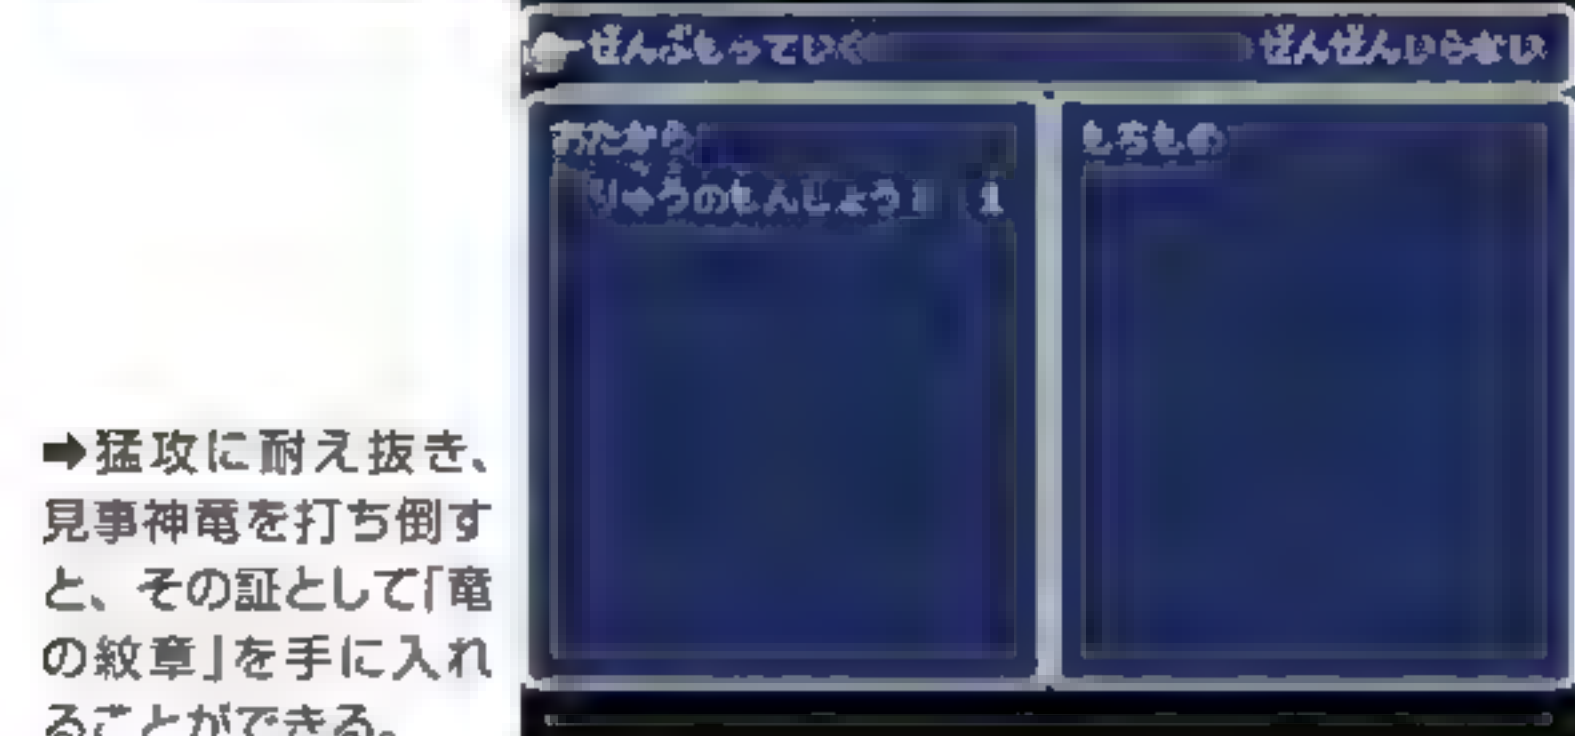 ぜんぶもっていく
ぜんぜんいらない
おたから
もちもの
りゅうのもんしょう： 1
➡猛攻に耐え抜き、
見事神竜を打ち倒す
と、その証として「竜
の紋章」を手に入れ
ることができる。